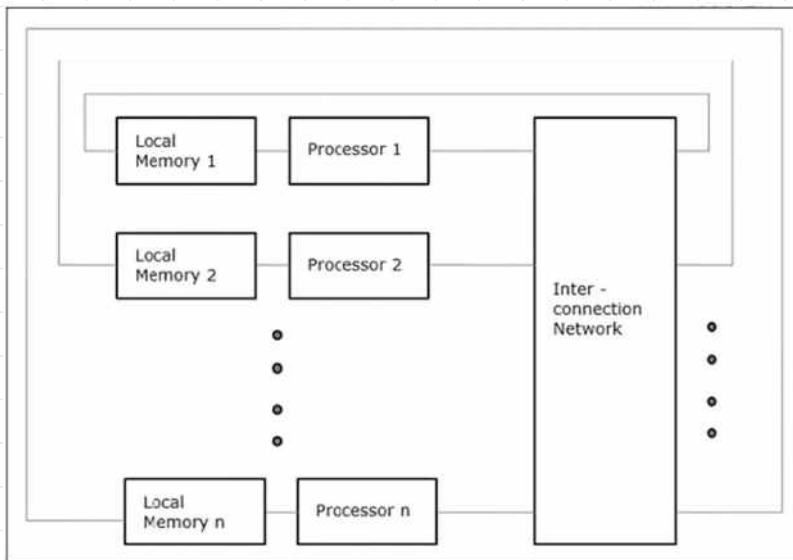 Local
Memory 1
Processor 1
Local
Memory 2
Processor 2
Inter -
connection
Network
Local
Memory n
Processor n